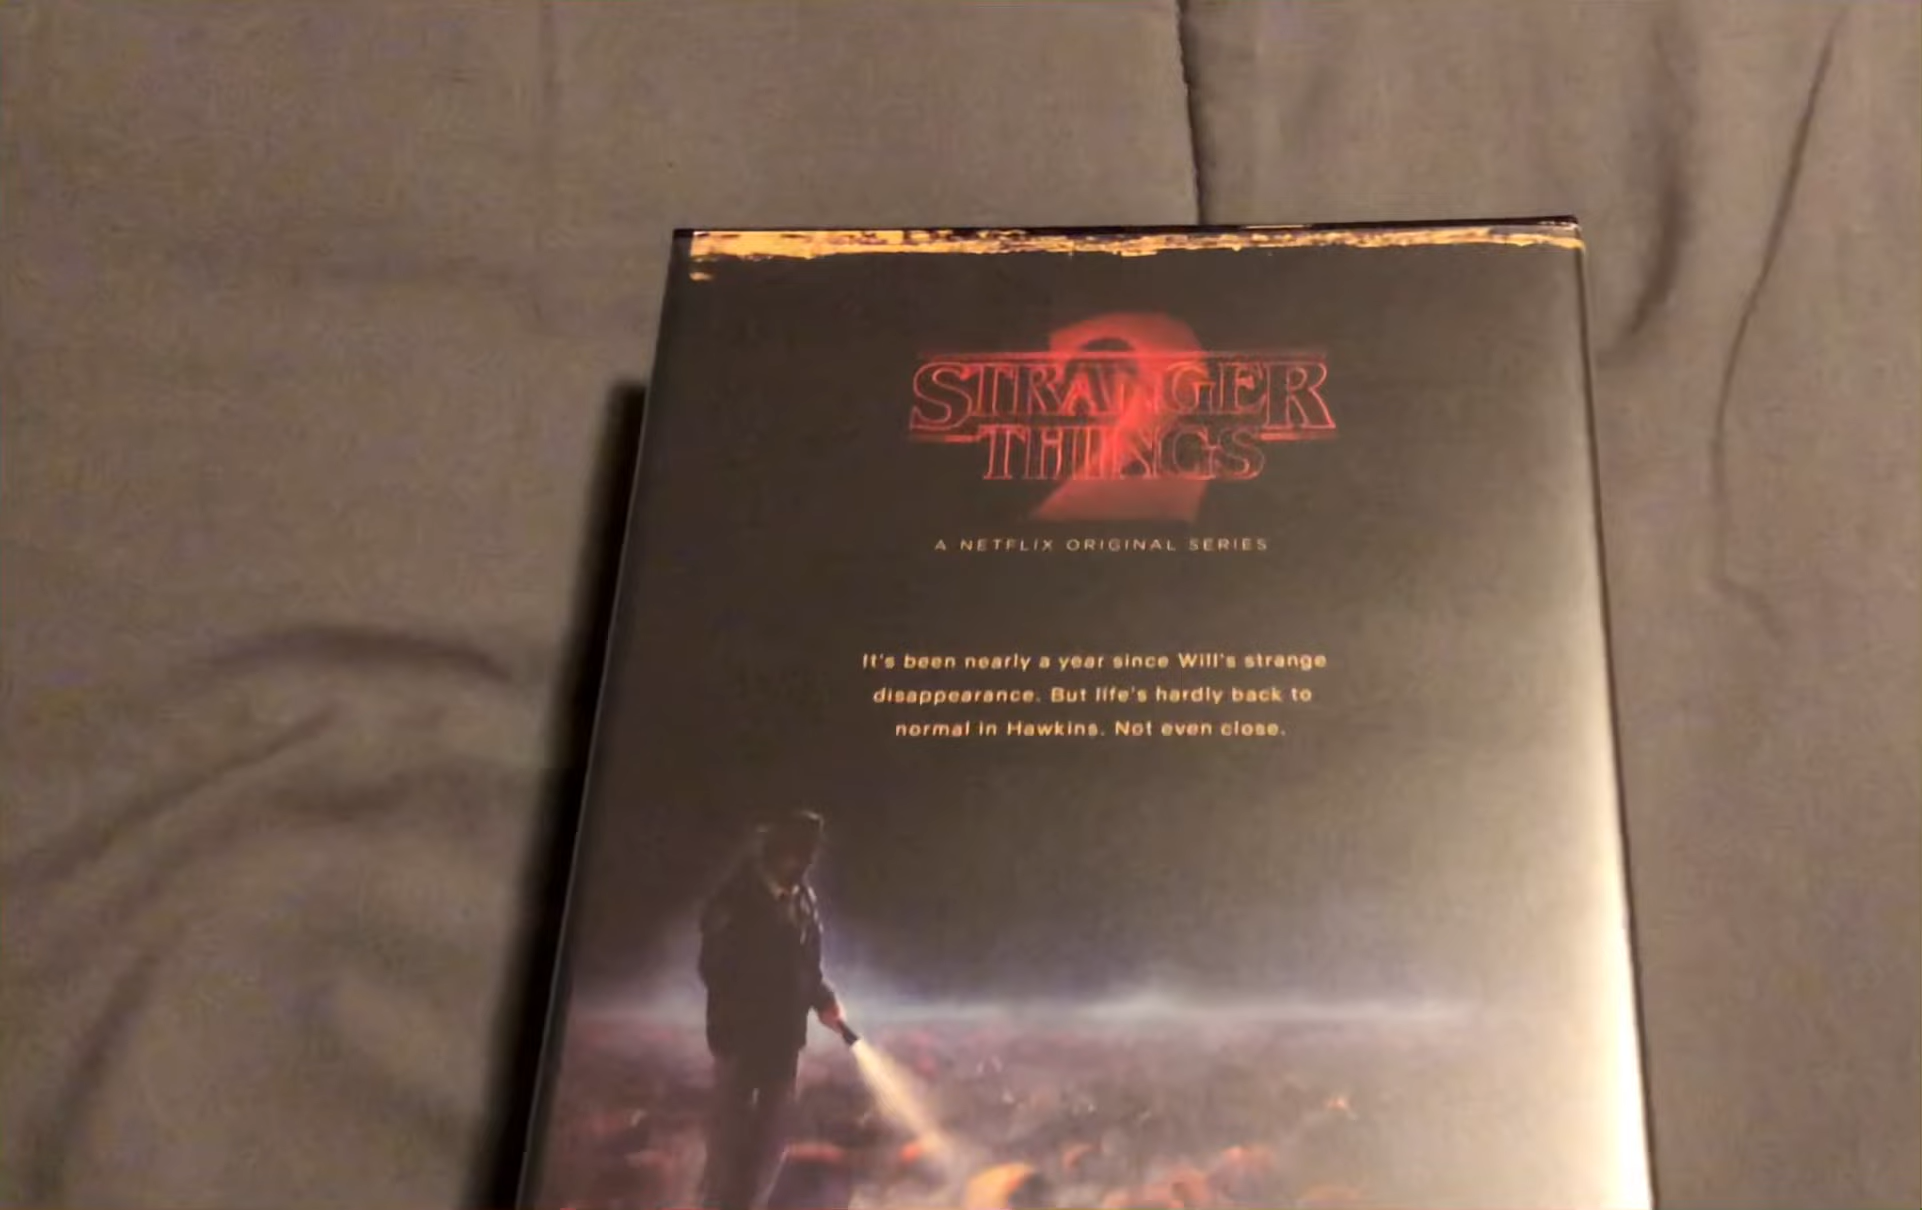 STRANGER
THINGS
2
A NETFLIX ORIGINAL SERIES
It's been nearly a year since Will's strange
disappearance. But life's hardly back to
normal in Hawkins. Not even close.